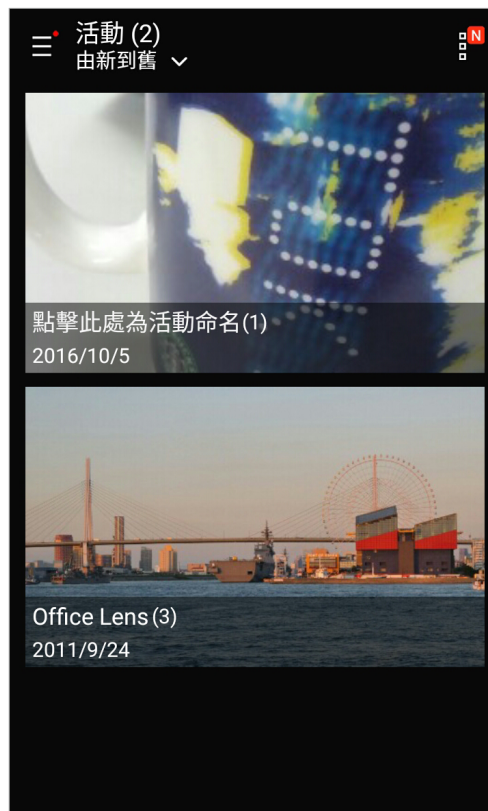 活動 (2)
由新到舊
N
點擊此處為活動命名(1)
2016/10/5
Office Lens(3)
2011/9/24